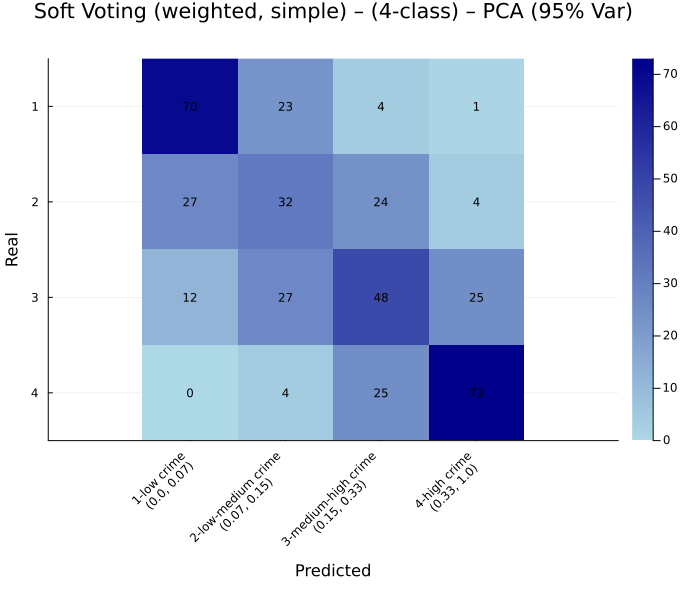 Soft Voting (weighted, simple) – (4-class) – PCA (95% Var)
1 70 23 4 1
2 27 32 24 4
3 12 27 48 25
4 0 4 25 73
Real
1-low crime
(0.0, 0.07)
2-low-medium crime
(0.07, 0.15)
3-medium-high crime
(0.15, 0.33)
4-high crime
(0.33, 1.0)
Predicted
70
60
50
40
30
20
10
0